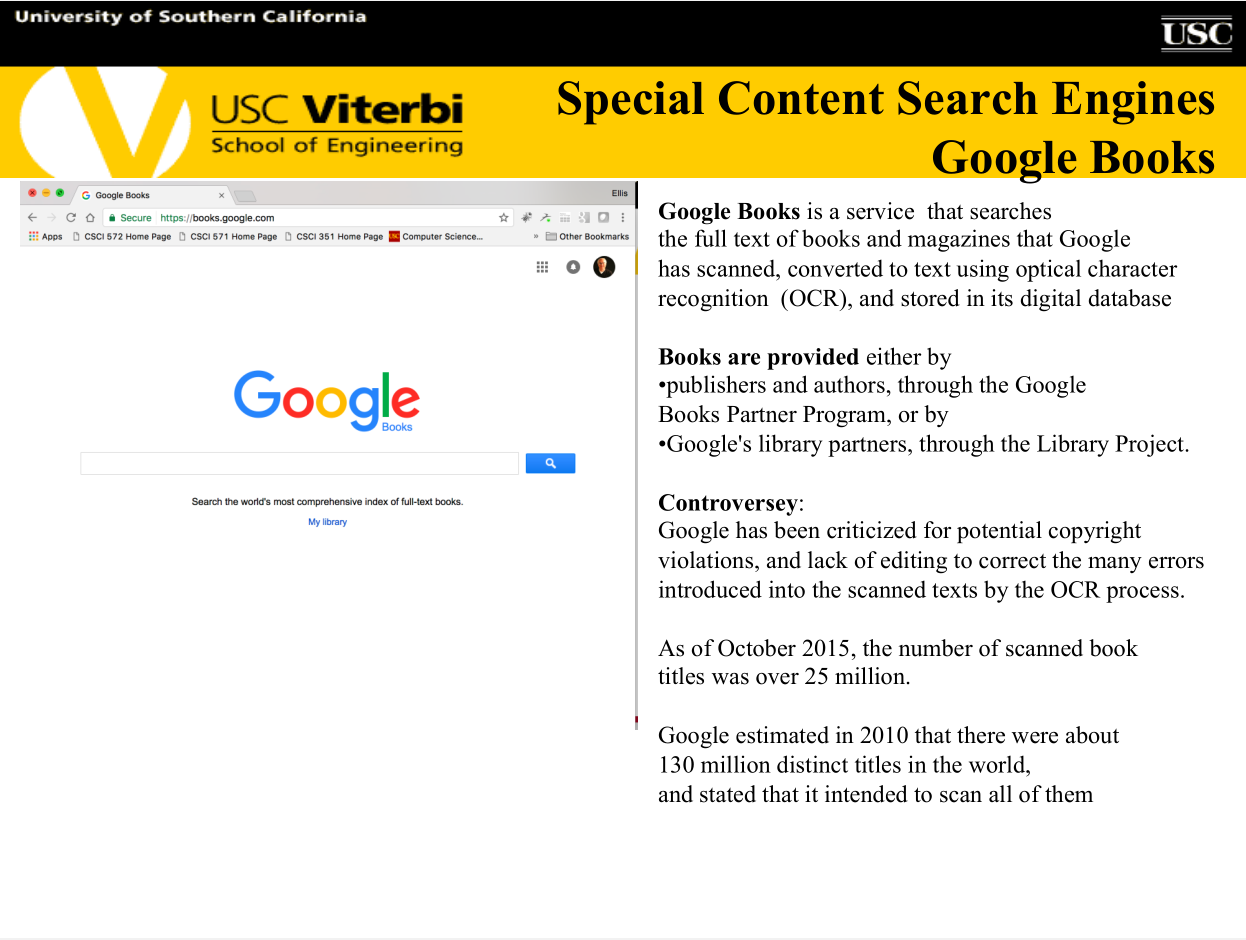 University of Southern California
USC
USC Viterbi
School of Engineering
Special Content Search Engines
Google Books
Google Books
Ellis
Secure https://books.google.com
Apps CSCI 572 Home Page CSCI 571 Home Page CSCI 351 Home Page USC Computer Science... » Other Bookmarks
Google
Books
Search the world's most comprehensive index of full-text books.
My library
Google Books is a service that searches
the full text of books and magazines that Google
has scanned, converted to text using optical character
recognition (OCR), and stored in its digital database
Books are provided either by
•publishers and authors, through the Google
Books Partner Program, or by
•Google's library partners, through the Library Project.
Controversey:
Google has been criticized for potential copyright
violations, and lack of editing to correct the many errors
introduced into the scanned texts by the OCR process.
As of October 2015, the number of scanned book
titles was over 25 million.
Google estimated in 2010 that there were about
130 million distinct titles in the world,
and stated that it intended to scan all of them